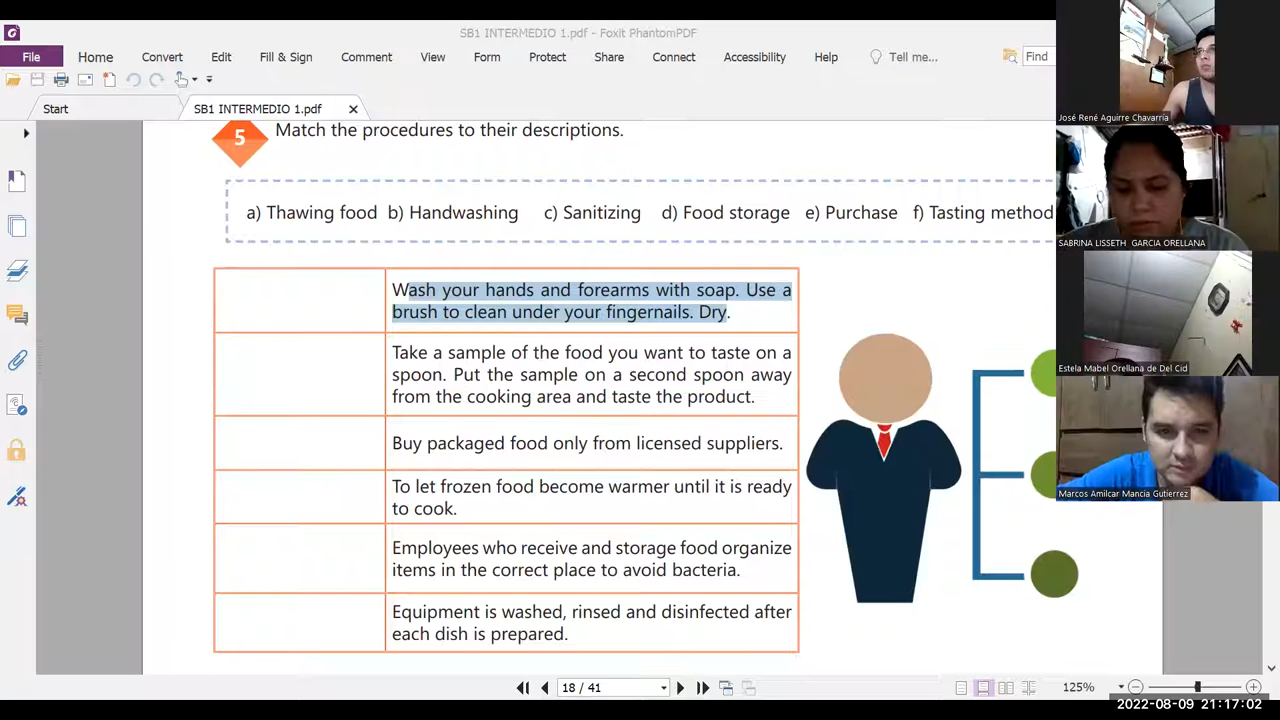 SB1 INTERMEDIO 1.pdf - Foxit PhantomPDF
File Home Convert Edit Fill & Sign Comment View Form Protect Share Connect Accessibility Help Tell me... Find
Start SB1 INTERMEDIO 1.pdf
5 Match the procedures to their descriptions.
a) Thawing food b) Handwashing c) Sanitizing d) Food storage e) Purchase f) Tasting method
Wash your hands and forearms with soap. Use a
brush to clean under your fingernails. Dry.
Take a sample of the food you want to taste on a
spoon. Put the sample on a second spoon away
from the cooking area and taste the product.
Buy packaged food only from licensed suppliers.
To let frozen food become warmer until it is ready
to cook.
Employees who receive and storage food organize
items in the correct place to avoid bacteria.
Equipment is washed, rinsed and disinfected after
each dish is prepared.
José René Aguirre Chavarría
SABRINA LISSETH GARCIA ORELLANA
Estela Mabel Orellana de Del Cid
Marcos Amilcar Mancia Gutierrez
18 / 41
125%
2022-08-09 21:17:02